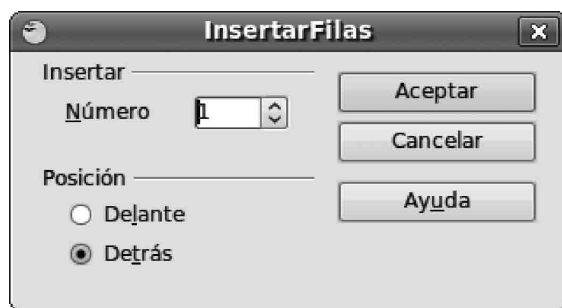 InsertarFilas
Insertar
Número 1
Posición
Delante
Detrás
Aceptar
Cancelar
Ayuda